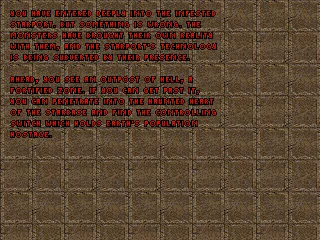 YOU HAVE ENTERED DEEPLY INTO THE INFESTED
STARPORT. BUT SOMETHING IS WRONG. THE
MONSTERS HAVE BROUGHT THEIR OWN REALITY
WITH THEM, AND THE STARPORT'S TECHNOLOGY
IS BEING SUBVERTED BY THEIR PRESENCE.

AHEAD, YOU SEE AN OUTPOST OF HELL, A
FORTIFIED ZONE. IF YOU CAN GET PAST IT,
YOU CAN PENETRATE INTO THE HAUNTED HEART
OF THE STARBASE AND FIND THE CONTROLLING
SWITCH WHICH HOLDS EARTH'S POPULATION
HOSTAGE.